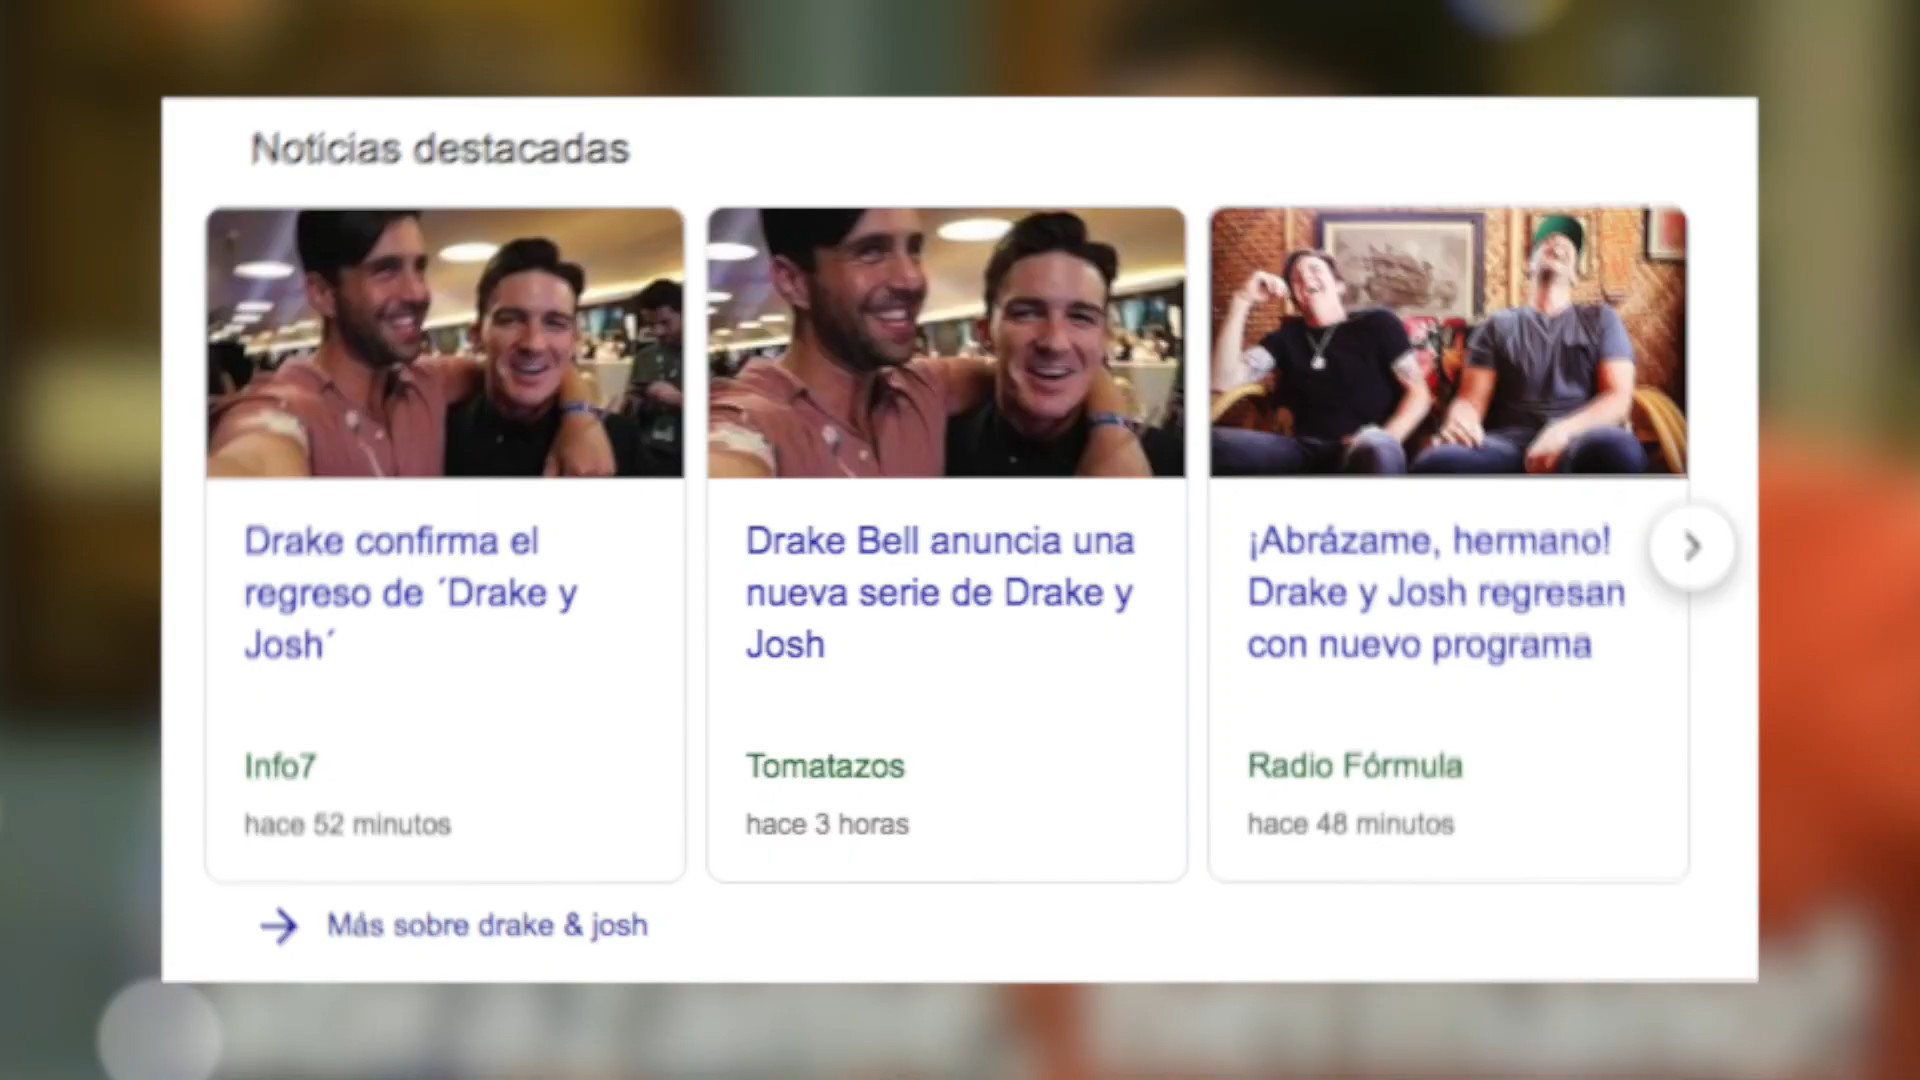 Noticias destacadas
Drake confirma el
regreso de ´Drake y
Josh´
Info7
hace 52 minutos
Drake Bell anuncia una
nueva serie de Drake y
Josh
Tomatazos
hace 3 horas
¡Abrázame, hermano!
Drake y Josh regresan
con nuevo programa
Radio Fórmula
hace 48 minutos
Más sobre drake & josh